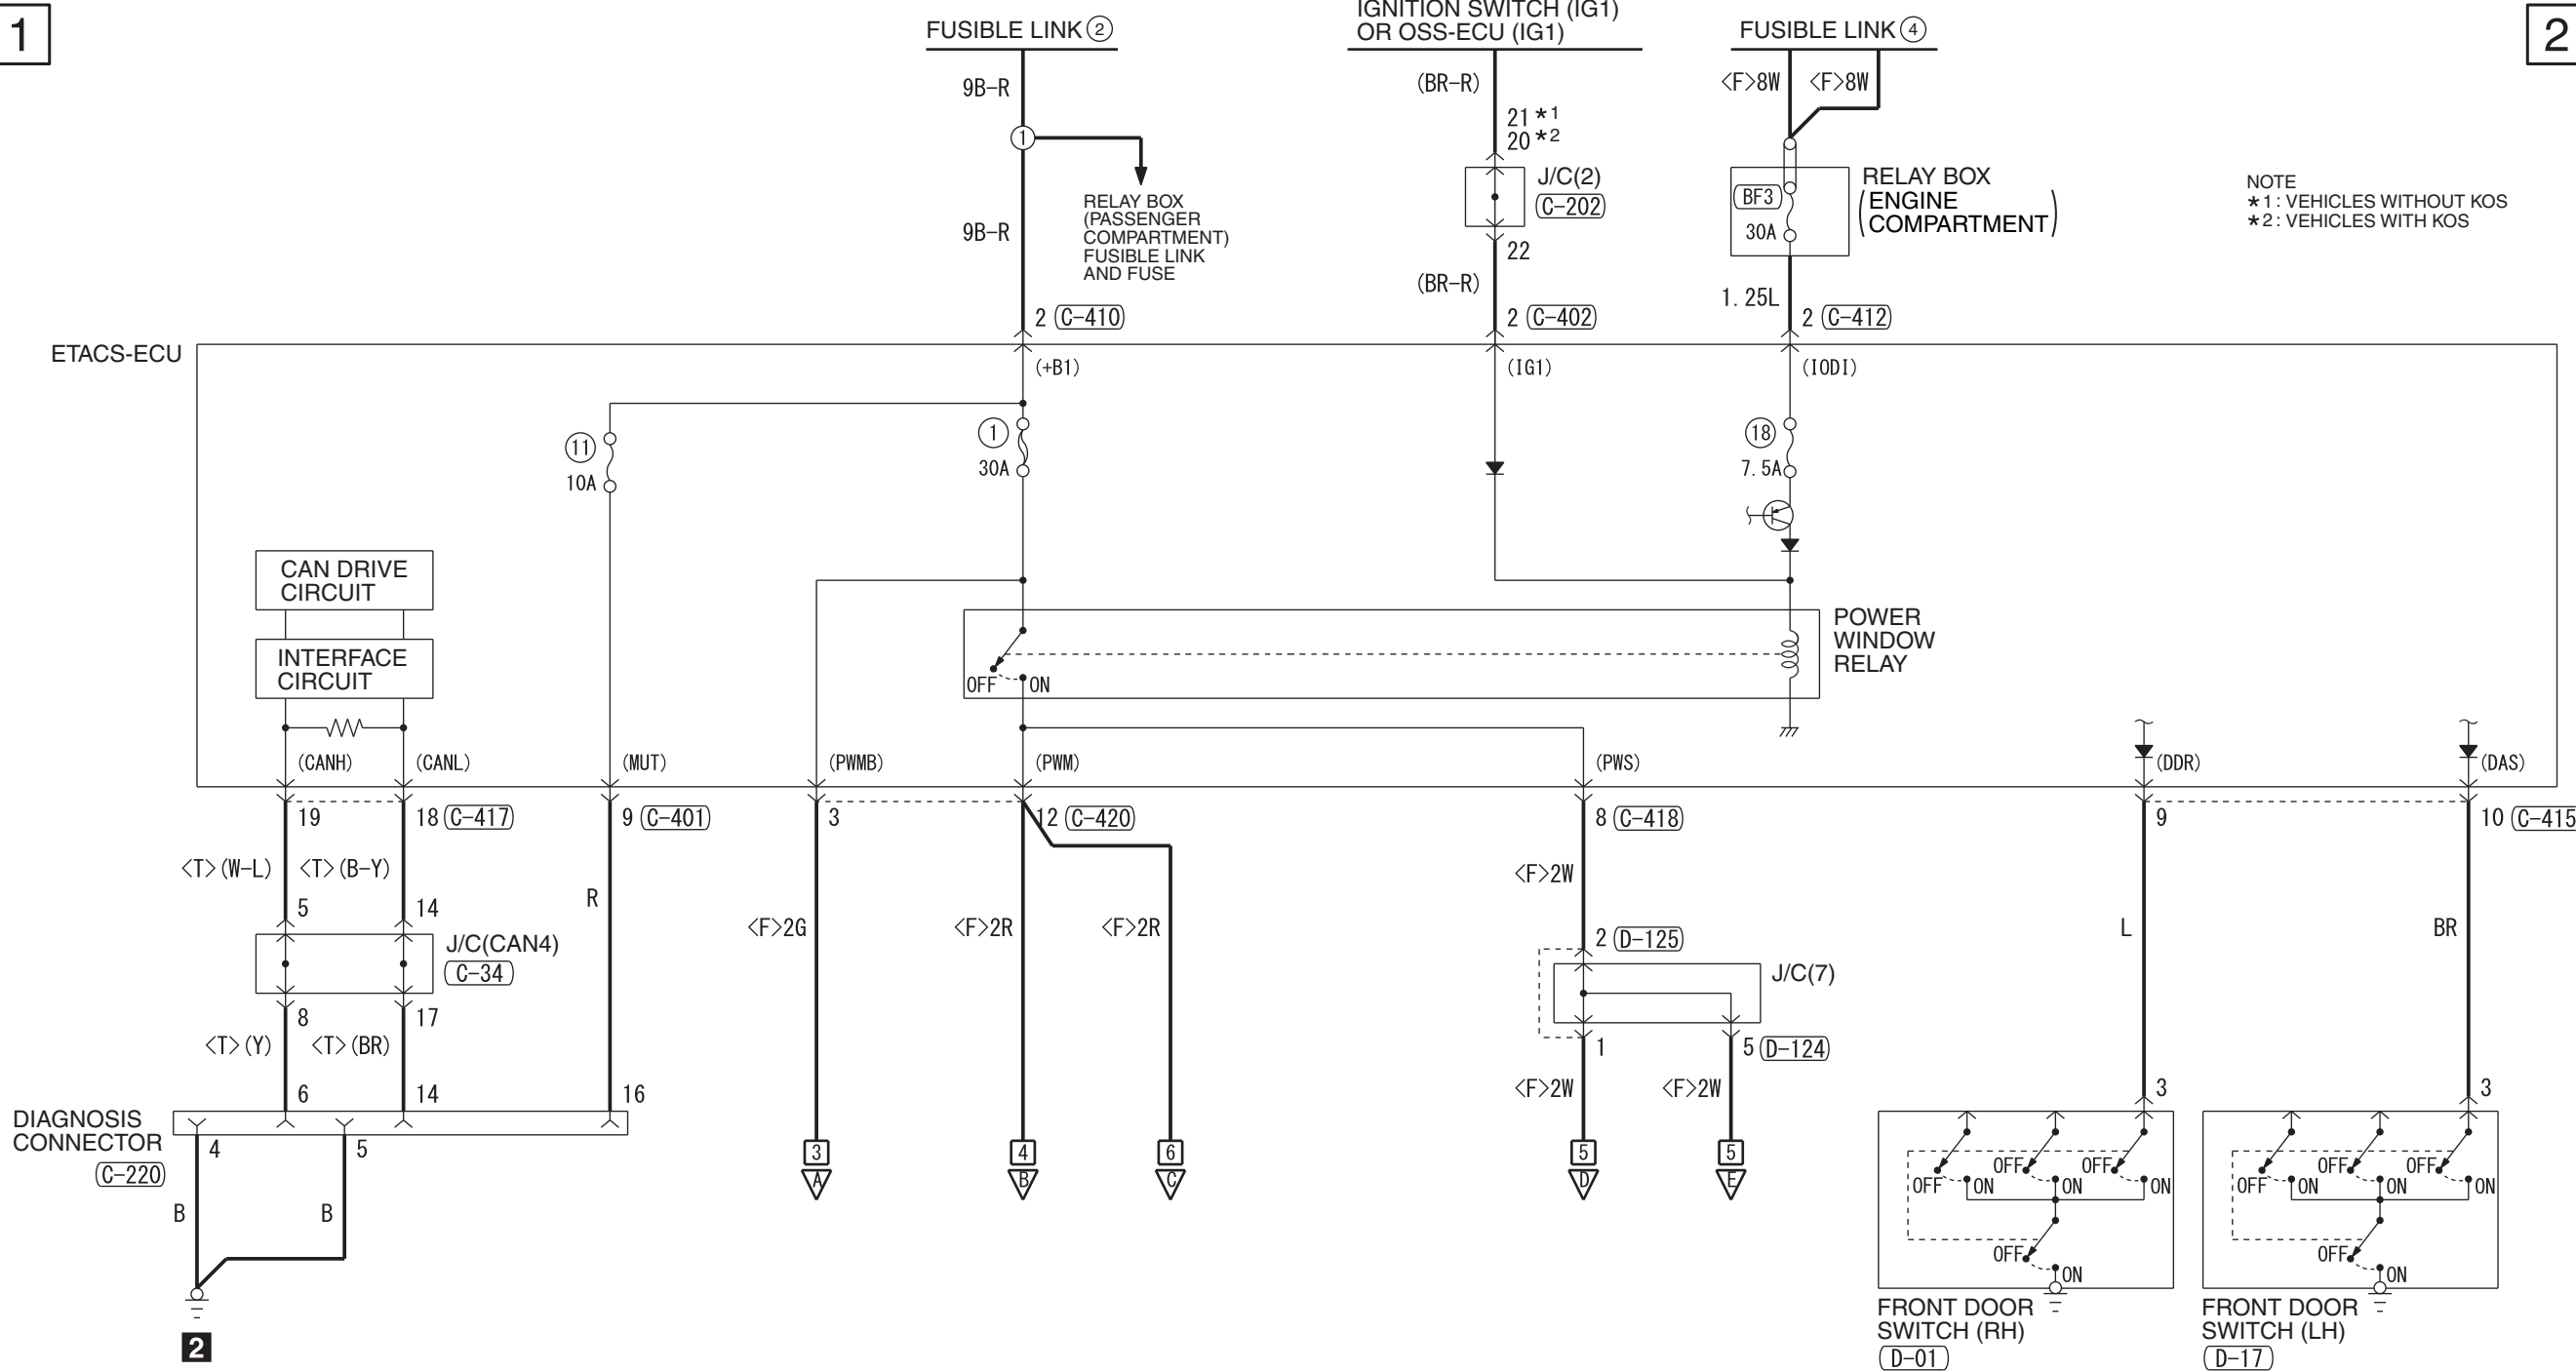 1
FUSIBLE LINK ②
IGNITION SWITCH (IG1)
OR OSS-ECU (IG1)
FUSIBLE LINK ④
2
9B-R
(BR-R)
<F>8W
<F>8W
21 *1
20 *2
1
J/C(2)
C-202
RELAY BOX
(PASSENGER
COMPARTMENT)
FUSIBLE LINK
AND FUSE
BF3
30A
RELAY BOX
(ENGINE
COMPARTMENT)
NOTE
*1 : VEHICLES WITHOUT KOS
*2 : VEHICLES WITH KOS
9B-R
22
(BR-R)
1.25L
2 C-410
2 C-402
2 C-412
ETACS-ECU
(+B1)
(IG1)
(IODI)
11
10A
1
30A
18
7.5A
CAN DRIVE
CIRCUIT
INTERFACE
CIRCUIT
POWER
WINDOW
RELAY
OFF
ON
(CANH)
(CANL)
(MUT)
(PWMB)
(PWM)
(PWS)
(DDR)
(DAS)
19
18 C-417
9 C-401
3
12 C-420
8 C-418
9
10 C-415
<T>(W-L)
<T>(B-Y)
R
<F>2G
<F>2R
<F>2R
<F>2W
L
BR
5
14
J/C(CAN4)
C-34
2 D-125
J/C(7)
8
17
1
5 D-124
<T>(Y)
<T>(BR)
<F>2W
<F>2W
6
14
16
3
3
DIAGNOSIS
CONNECTOR
C-220
4
5
B
B
3
A
4
B
6
C
5
D
5
E
OFF
ON
OFF
ON
OFF
ON
OFF
ON
OFF
ON
OFF
ON
OFF
ON
OFF
ON
2
FRONT DOOR
SWITCH (RH)
D-01
FRONT DOOR
SWITCH (LH)
D-17